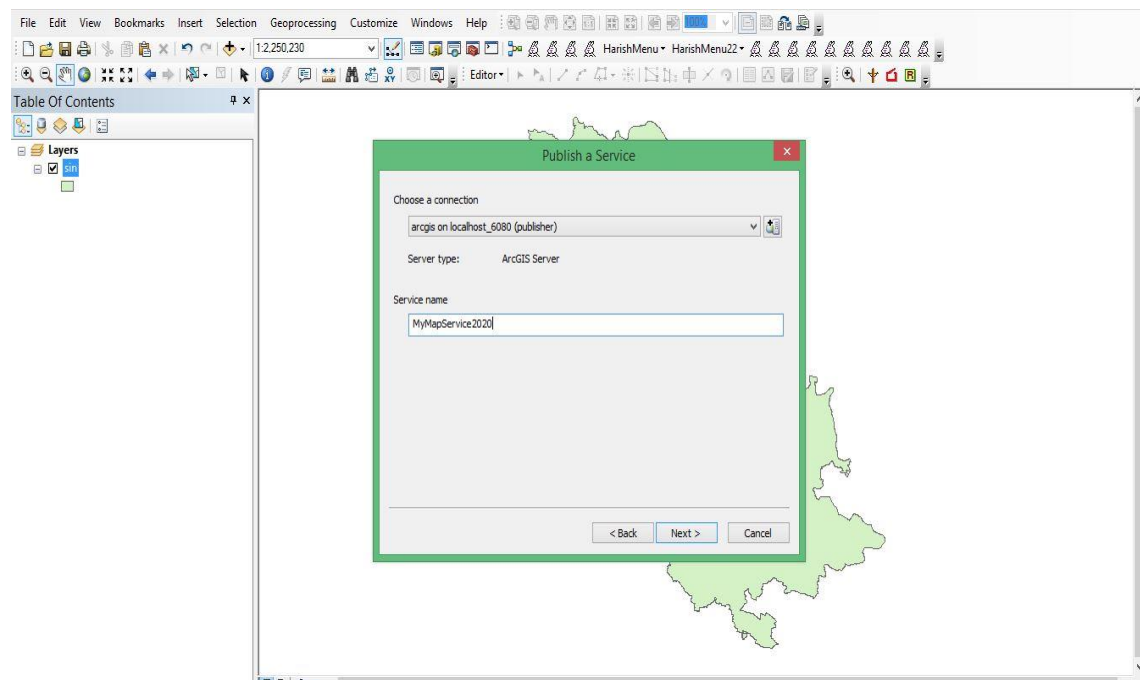 File Edit View Bookmarks Insert Selection Geoprocessing Customize Windows Help 100%
1:2,250,230 HarishMenu HarishMenu22
Editor
Table Of Contents
Layers
sin
Publish a Service
Choose a connection
arcgis on localhost_6080 (publisher)
Server type: ArcGIS Server
Service name
MyMapService2020
< Back Next > Cancel